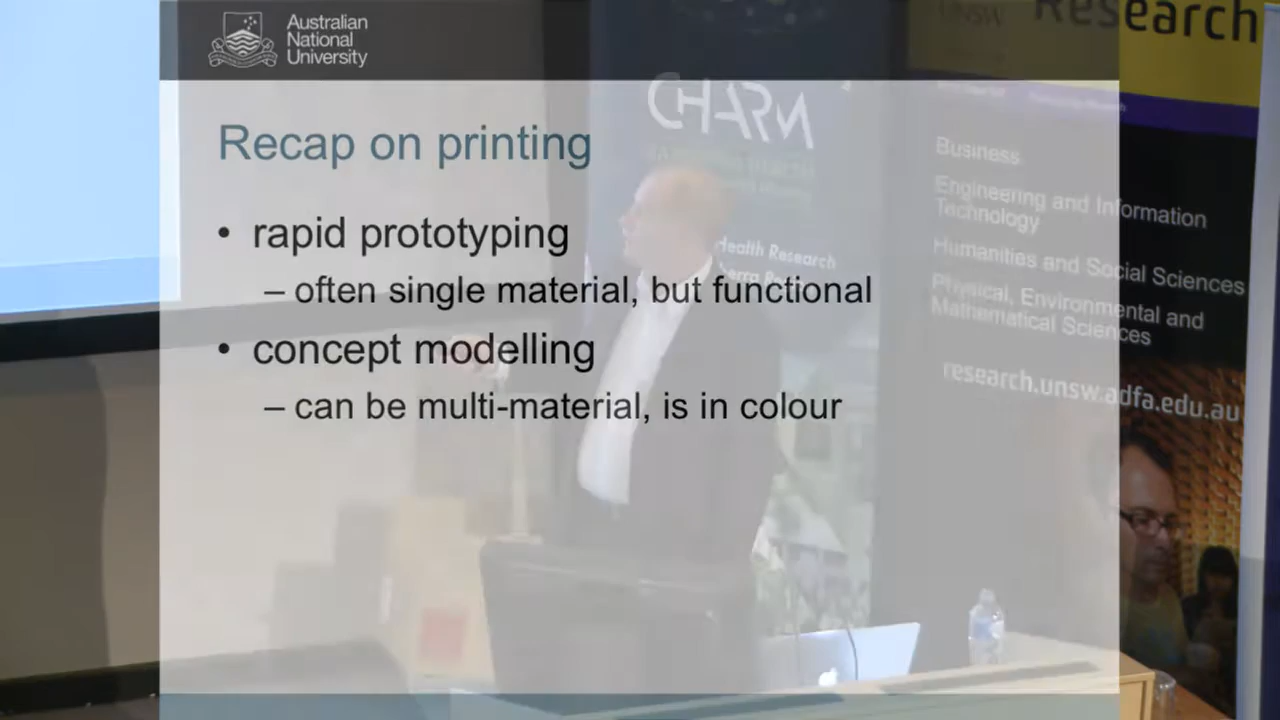 Australian
National
University
Research
UNSW
CHARM
Recap on printing
• rapid prototyping
– often single material, but functional
• concept modelling
– can be multi-material, is in colour
Health Research
Business
Engineering and Information
Technology
Humanities and Social Sciences
Physical, Environmental and
Mathematical Sciences
research.unsw.adfa.edu.au